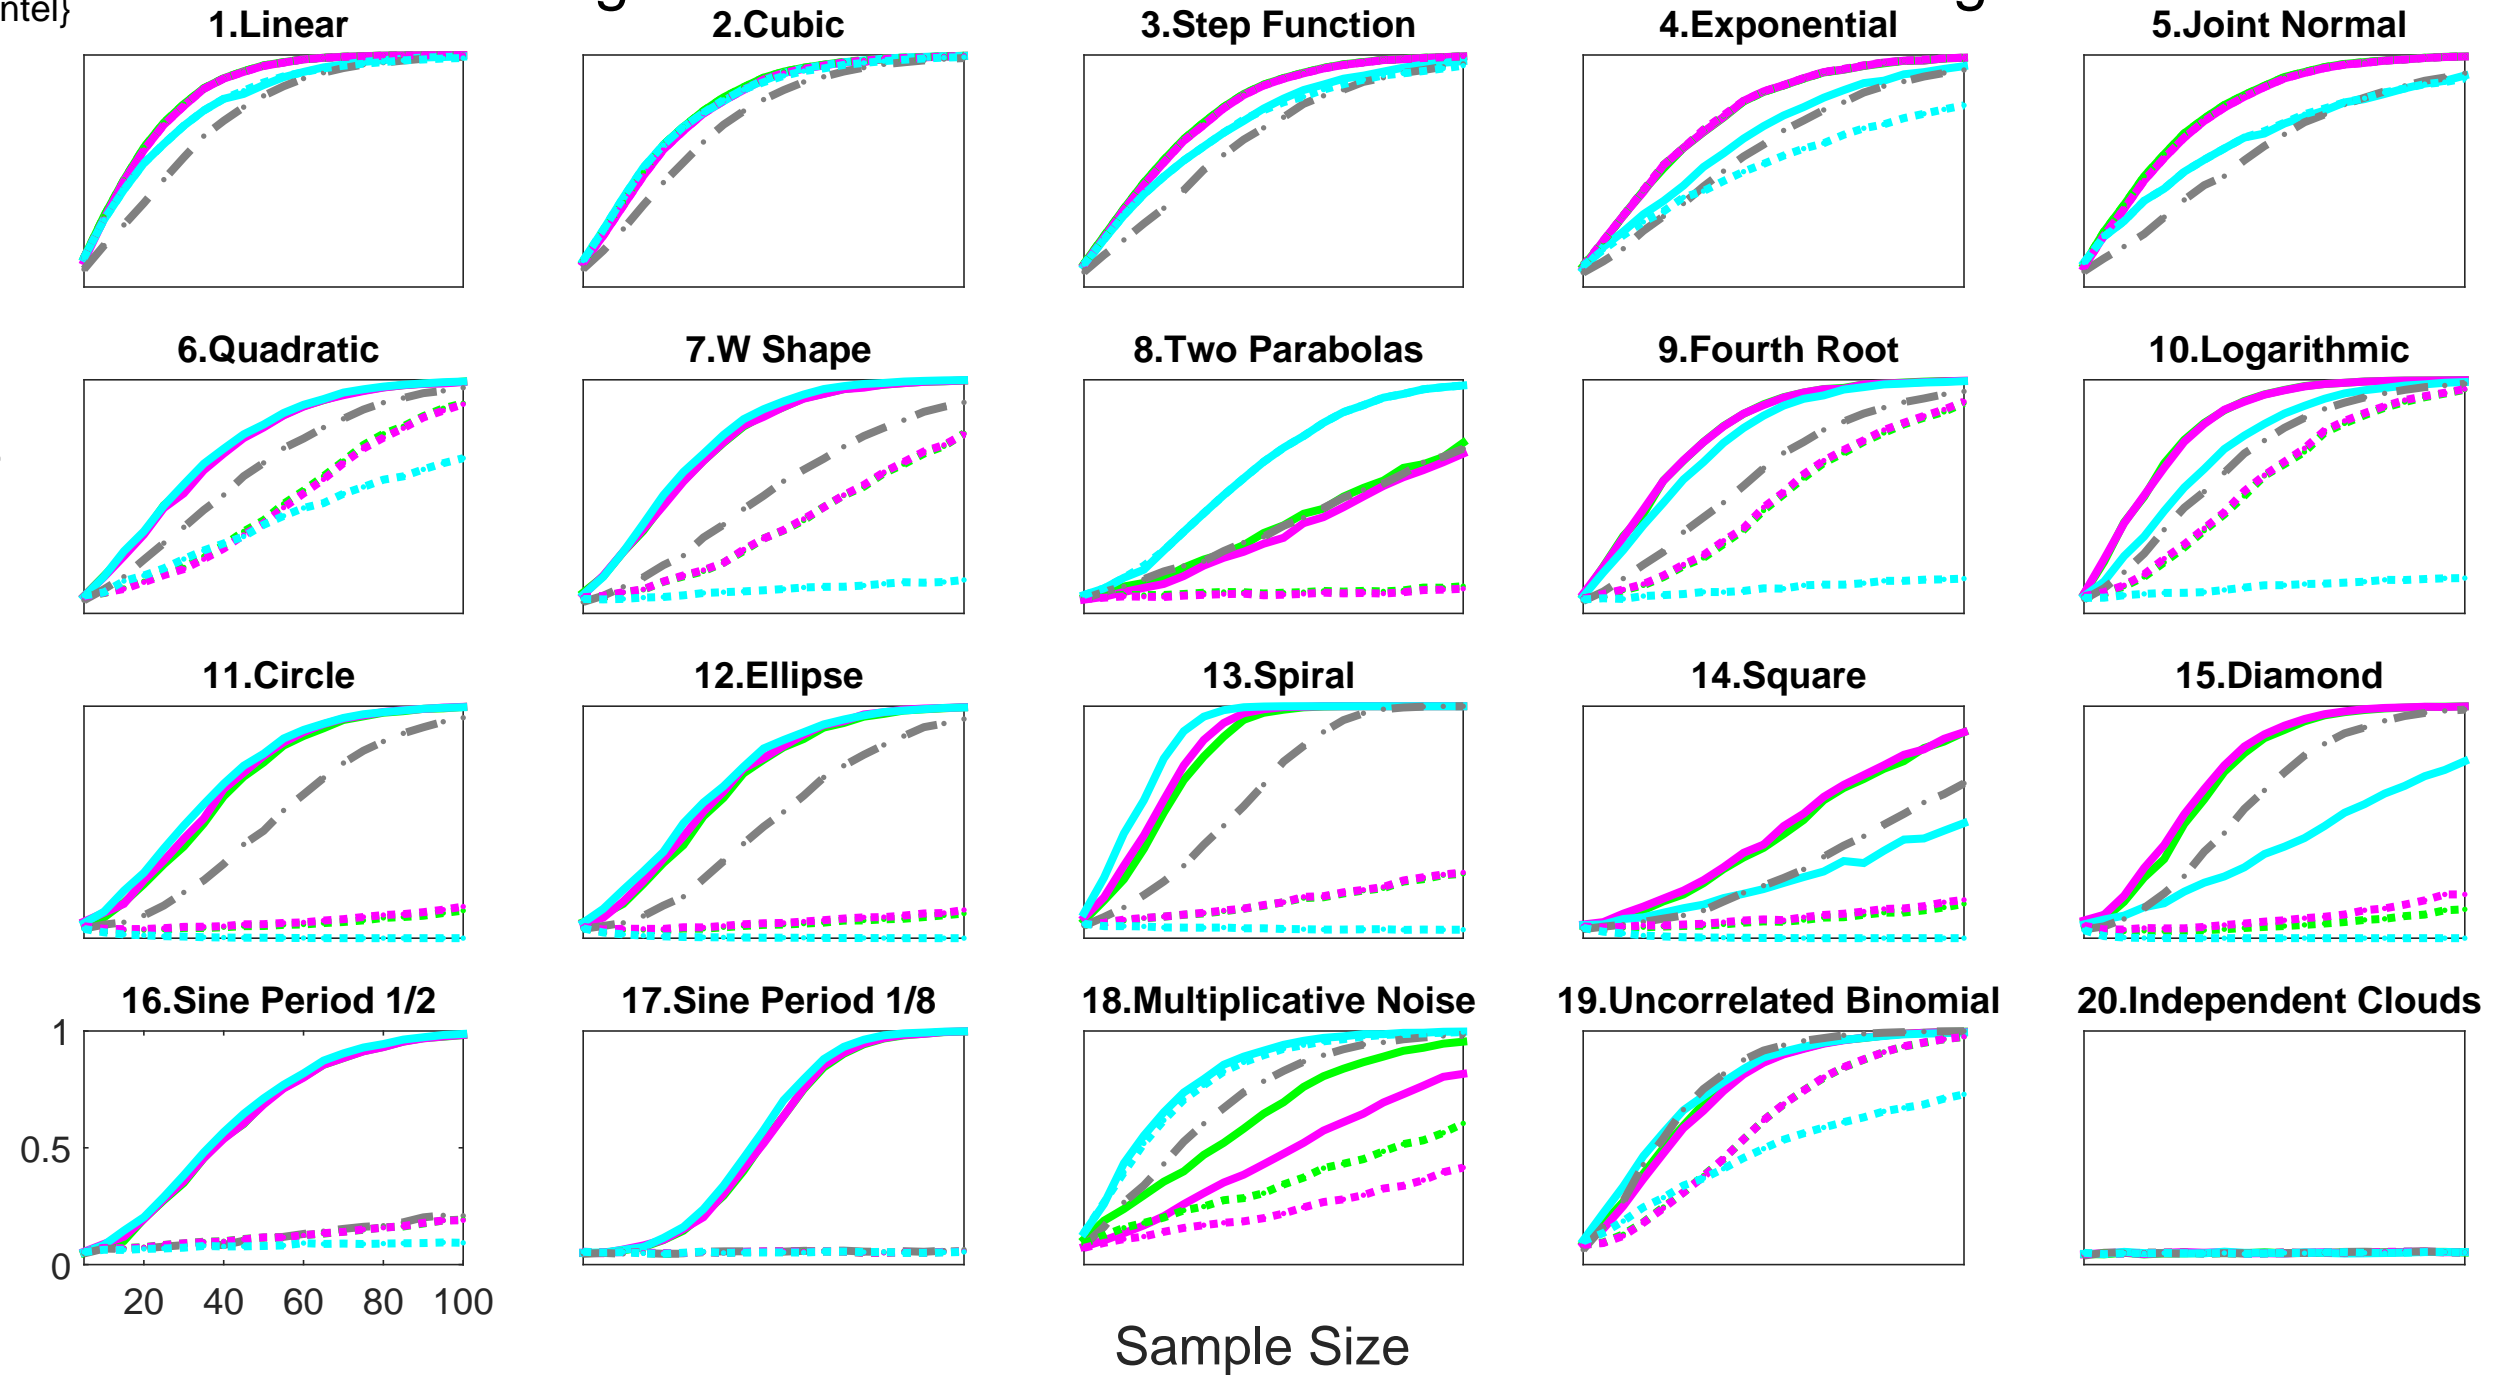 1.Linear
2.Cubic
3.Step Function
4.Exponential
5.Joint Normal
6.Quadratic
7.W Shape
8.Two Parabolas
9.Fourth Root
10.Logarithmic
11.Circle
12.Ellipse
13.Spiral
14.Square
15.Diamond
16.Sine Period 1/2
17.Sine Period 1/8
18.Multiplicative Noise
19.Uncorrelated Binomial
20.Independent Clouds
1
0.5
0
20 40 60 80 100
Sample Size